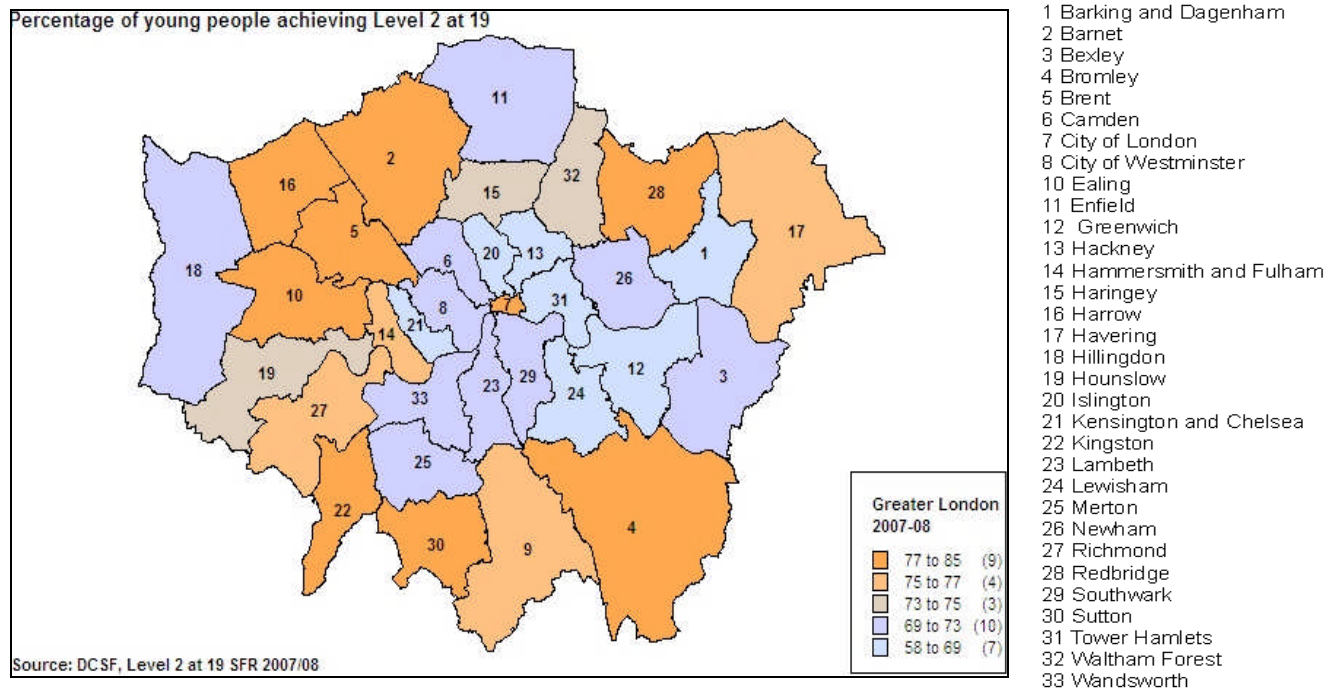 Percentage of young people achieving Level 2 at 19
11
2
32
16
15
28
5
17
20
13
1
6
18
26
10
31
7
8
21
14
12
19
23
29
3
24
33
27
25
22
4
30
9
Greater London
2007-08
77 to 85 (9)
75 to 77 (4)
73 to 75 (3)
69 to 73 (10)
58 to 69 (7)
Source: DCSF, Level 2 at 19 SFR 2007/08
1 Barking and Dagenham
2 Barnet
3 Bexley
4 Bromley
5 Brent
6 Camden
7 City of London
8 City of Westminster
10 Ealing
11 Enfield
12 Greenwich
13 Hackney
14 Hammersmith and Fulham
15 Haringey
16 Harrow
17 Havering
18 Hillingdon
19 Hounslow
20 Islington
21 Kensington and Chelsea
22 Kingston
23 Lambeth
24 Lewisham
25 Merton
26 Newham
27 Richmond
28 Redbridge
29 Southwark
30 Sutton
31 Tower Hamlets
32 Waltham Forest
33 Wandsworth